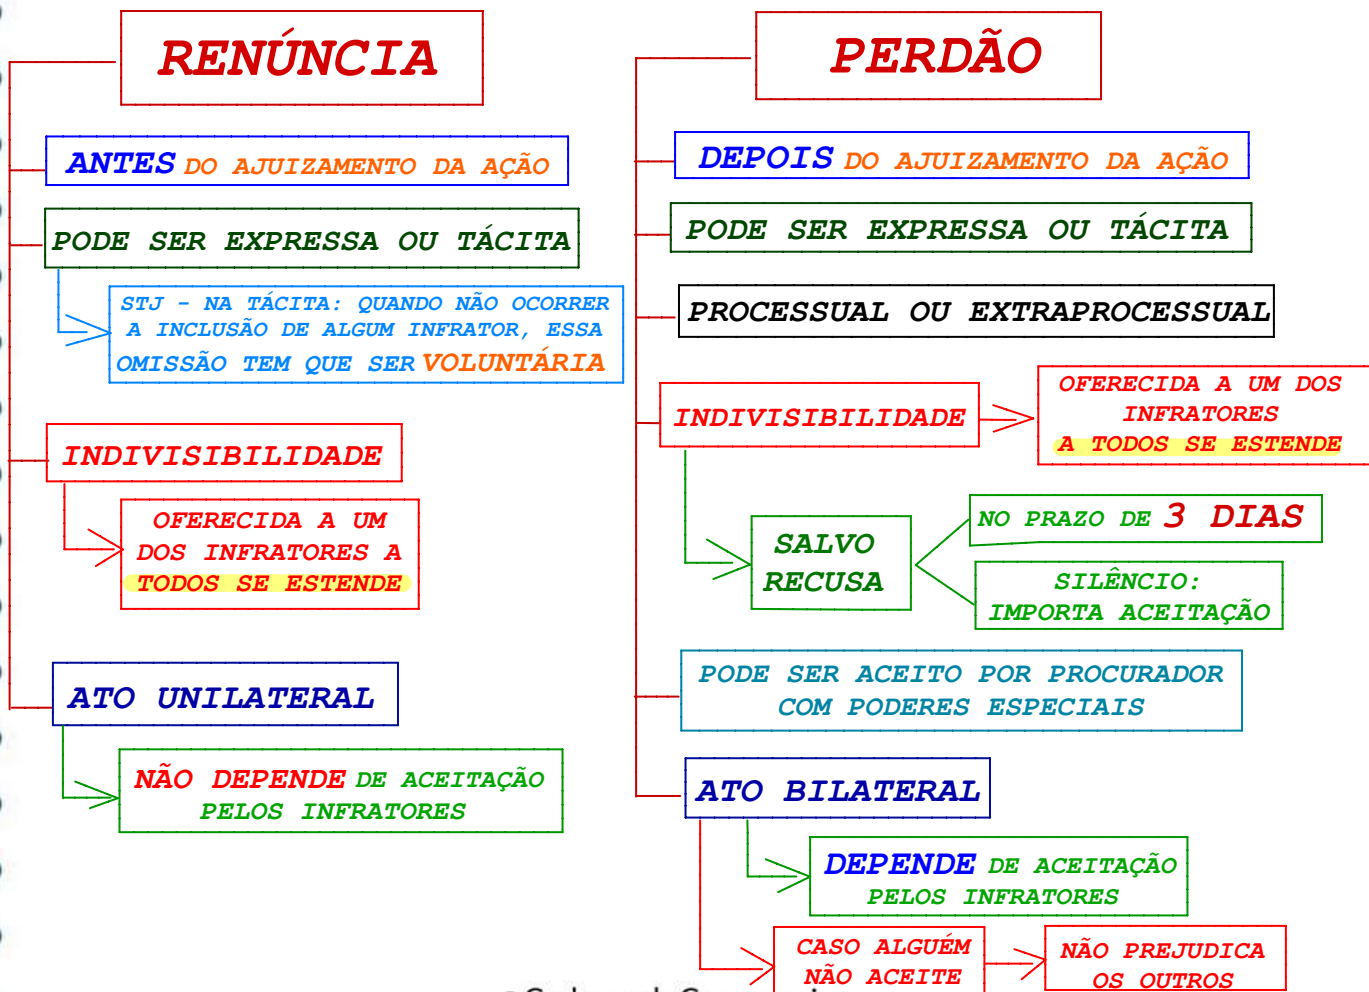 RENÚNCIA
ANTES DO AJUIZAMENTO DA AÇÃO
PODE SER EXPRESSA OU TÁCITA
STJ - NA TÁCITA: QUANDO NÃO OCORRER
A INCLUSÃO DE ALGUM INFRATOR, ESSA
OMISSÃO TEM QUE SER VOLUNTÁRIA
INDIVISIBILIDADE
OFERECIDA A UM
DOS INFRATORES A
TODOS SE ESTENDE
ATO UNILATERAL
NÃO DEPENDE DE ACEITAÇÃO
PELOS INFRATORES
PERDÃO
DEPOIS DO AJUIZAMENTO DA AÇÃO
PODE SER EXPRESSA OU TÁCITA
PROCESSUAL OU EXTRAPROCESSUAL
INDIVISIBILIDADE
OFERECIDA A UM DOS
INFRATORES
A TODOS SE ESTENDE
SALVO
RECUSA
NO PRAZO DE 3 DIAS
SILÊNCIO:
IMPORTA ACEITAÇÃO
PODE SER ACEITO POR PROCURADOR
COM PODERES ESPECIAIS
ATO BILATERAL
DEPENDE DE ACEITAÇÃO
PELOS INFRATORES
CASO ALGUÉM
NÃO ACEITE
NÃO PREJUDICA
OS OUTROS